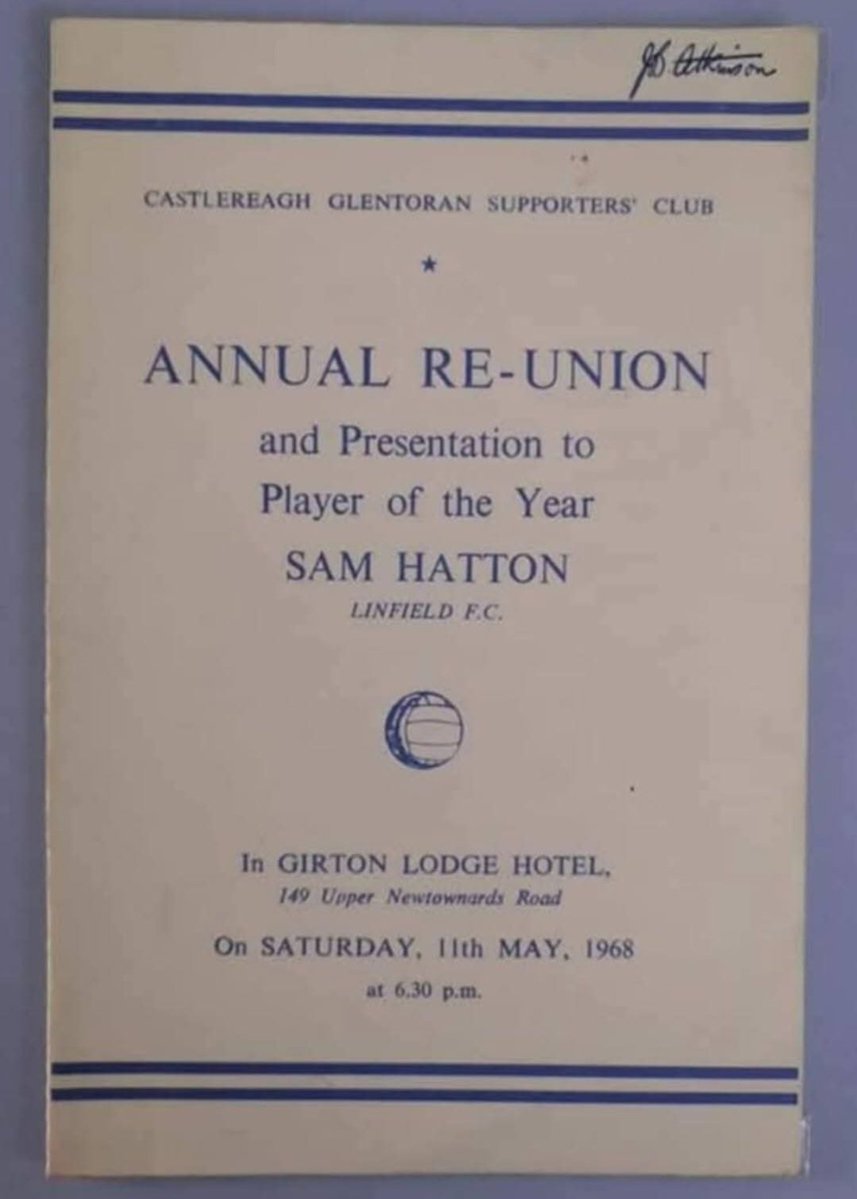 J.B. Atkinson
CASTLEREAGH GLENTORAN SUPPORTERS' CLUB
ANNUAL RE-UNION
and Presentation to
Player of the Year
SAM HATTON
LINFIELD F.C.
In GIRTON LODGE HOTEL,
149 Upper Newtownards Road
On SATURDAY, 11th MAY, 1968
at 6.30 p.m.